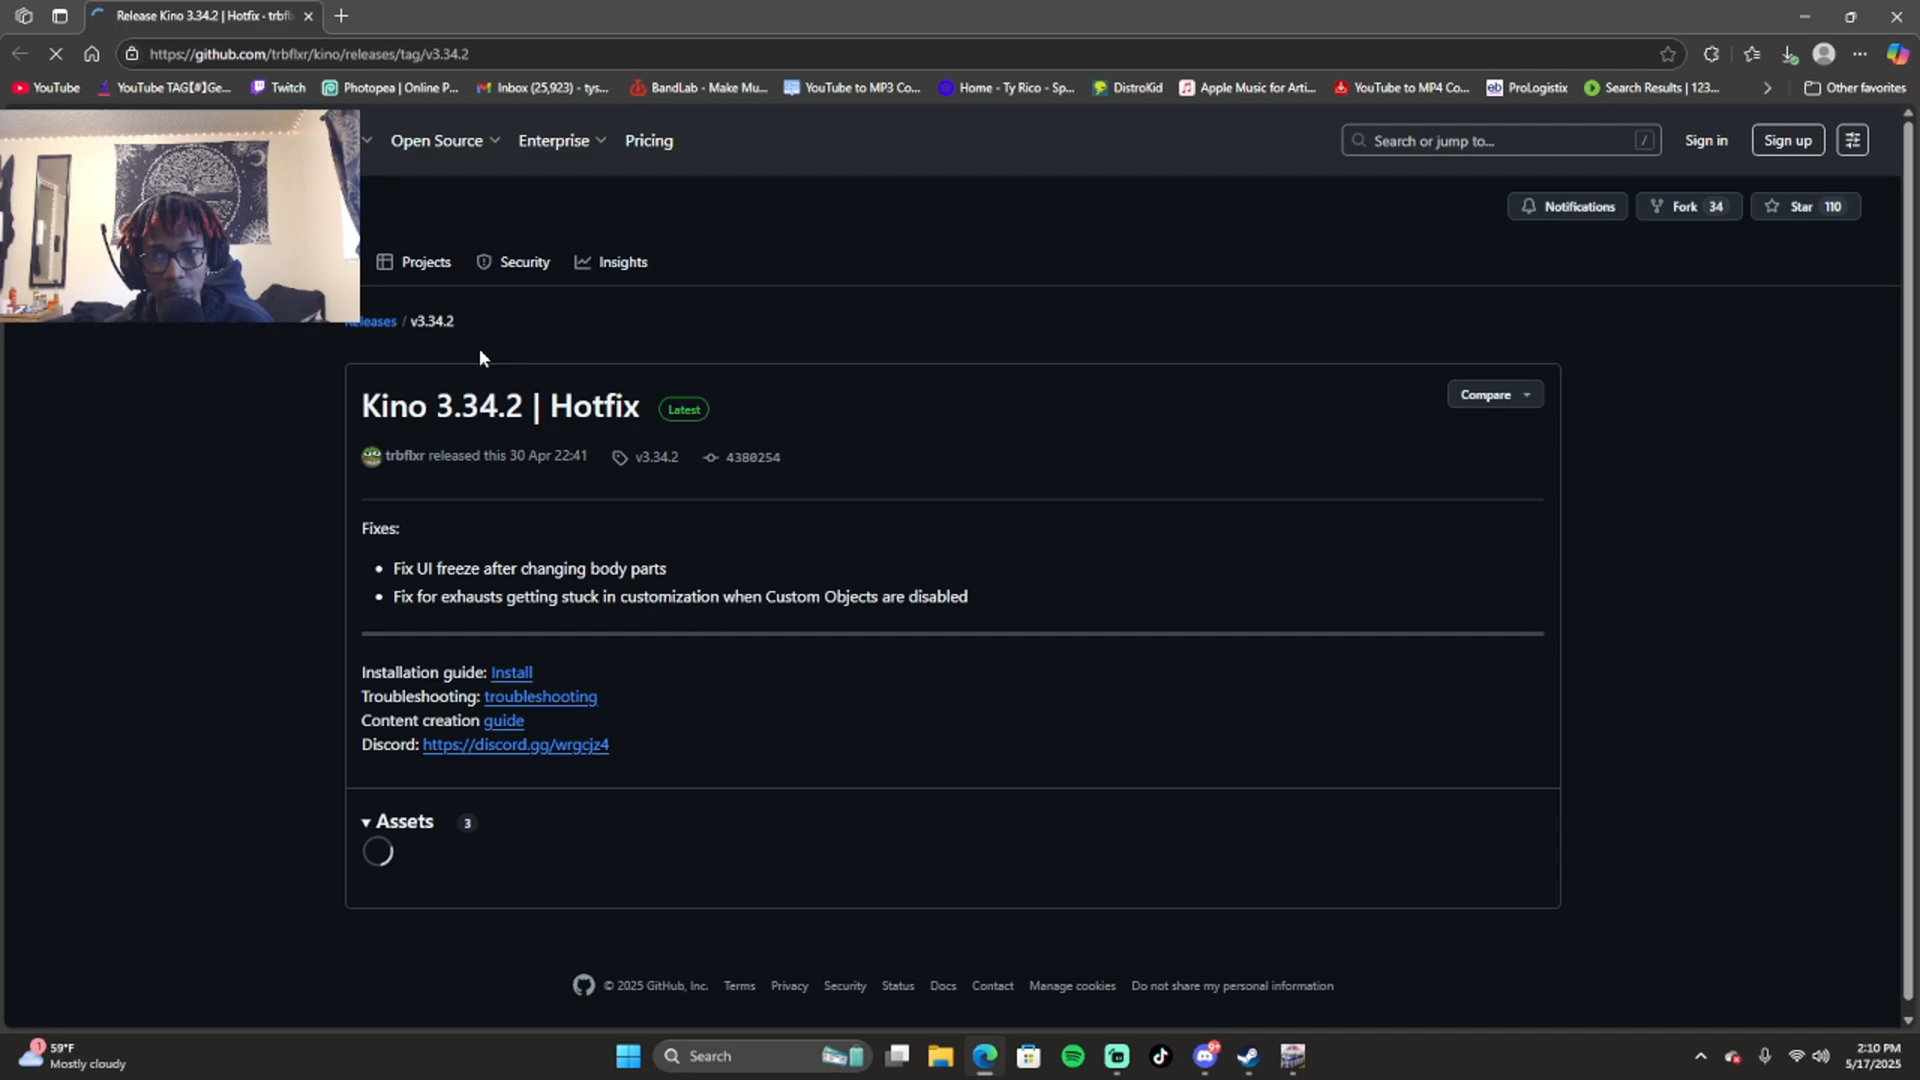 Release Kino 3.34.2 | Hotfix · trbfl
https://github.com/trbflxr/kino/releases/tag/v3.34.2
YouTube
YouTube TAG【#】Ge...
Twitch
Photopea | Online P...
Inbox (25,923) - tys...
BandLab - Make Mu...
YouTube to MP3 Co...
Home - Ty Rico - Sp...
DistroKid
Apple Music for Arti...
YouTube to MP4 Co...
eb ProLogistix
Search Results | 123...
Other favorites
Open Source
Enterprise
Pricing
Search or jump to...
/
Sign in
Sign up
Notifications
Fork 34
Star 110
Projects
Security
Insights
Releases / v3.34.2
Kino 3.34.2 | Hotfix
Latest
Compare
trbflxr released this 30 Apr 22:41
v3.34.2
4380254
Fixes:
• Fix UI freeze after changing body parts
• Fix for exhausts getting stuck in customization when Custom Objects are disabled
Installation guide: Install
Troubleshooting: troubleshooting
Content creation guide
Discord: https://discord.gg/wrgcjz4
Assets 3
© 2025 GitHub, Inc.
Terms
Privacy
Security
Status
Docs
Contact
Manage cookies
Do not share my personal information
1
59°F
Mostly cloudy
Search
9+
2:10 PM
5/17/2025